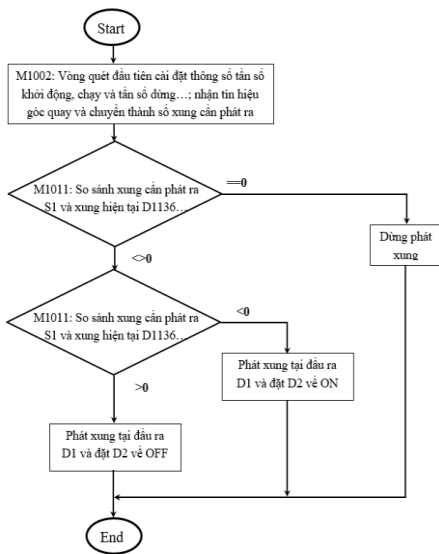 Start
M1002: Vòng quét đầu tiên cài đặt thông số tần số
khởi động, chạy và tần số dừng…; nhận tín hiệu
góc quay và chuyển thành số xung cần phát ra
M1011: So sánh xung cần phát ra
S1 và xung hiện tại D1136…
==0
Dừng phát
xung
<>0
M1011: So sánh xung cần phát ra
S1 và xung hiện tại D1136…
<0
Phát xung tại đầu ra
D1 và đặt D2 về ON
>0
Phát xung tại đầu ra
D1 và đặt D2 về OFF
End